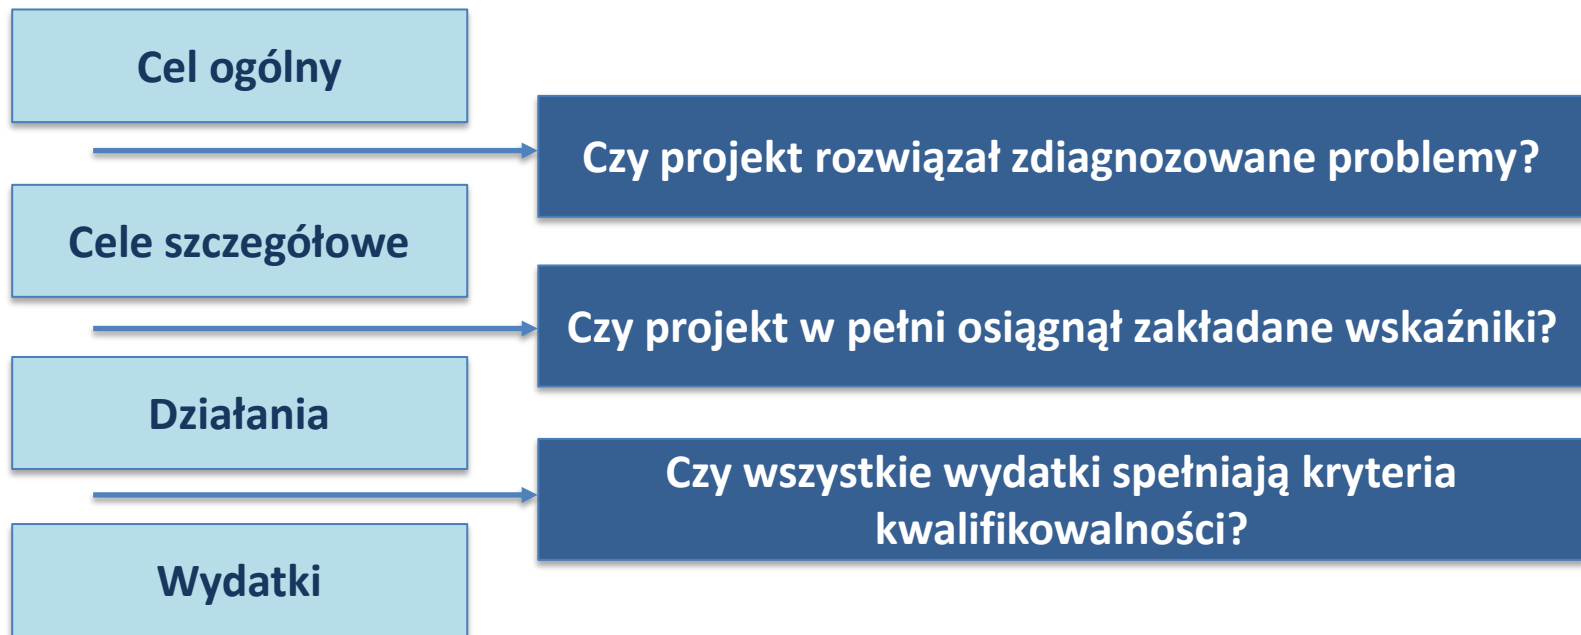 Cel ogólny
Czy projekt rozwiązał zdiagnozowane problemy?
Cele szczegółowe
Czy projekt w pełni osiągnął zakładane wskaźniki?
Działania
Czy wszystkie wydatki spełniają kryteria
kwalifikowalności?
Wydatki